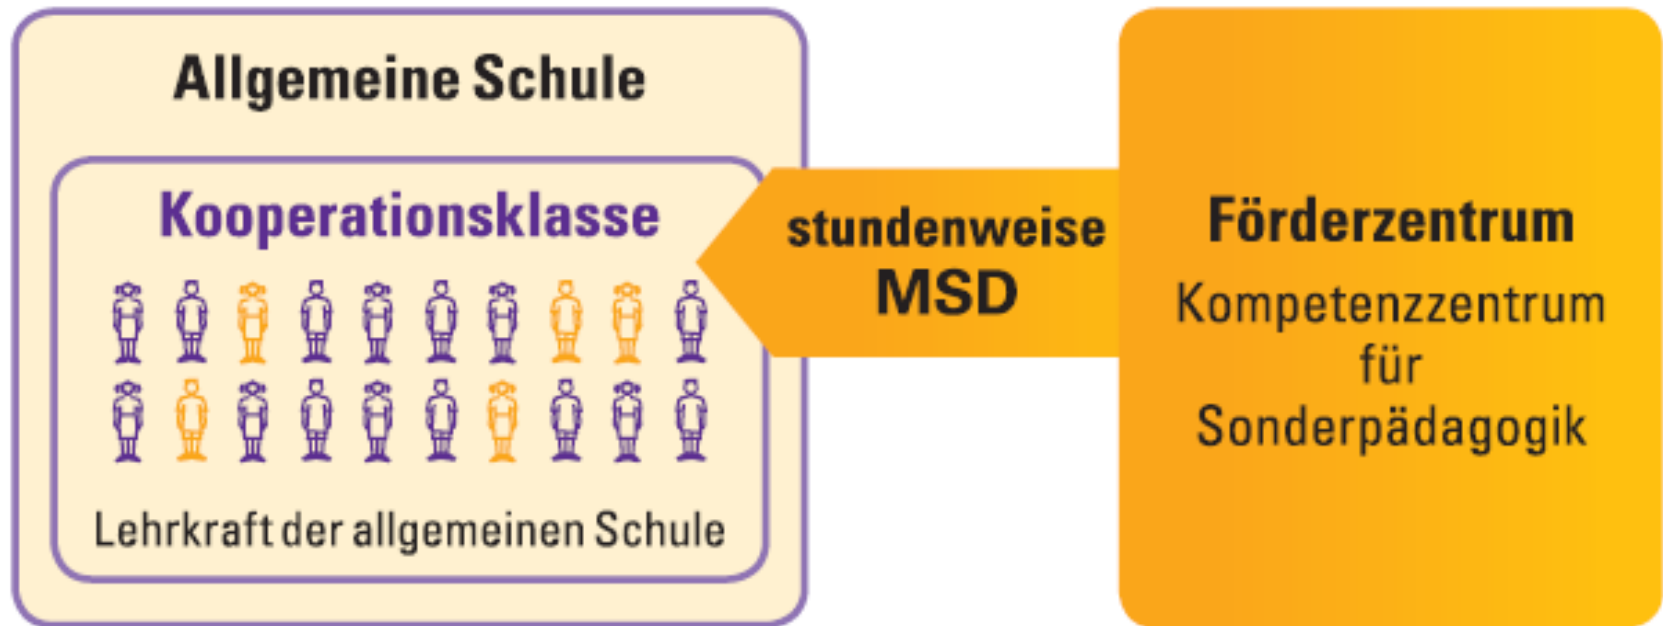 Allgemeine Schule
Kooperationsklasse
Lehrkraft der allgemeinen Schule
stundenweise
MSD
Förderzentrum
Kompetenzzentrum
für
Sonderpädagogik